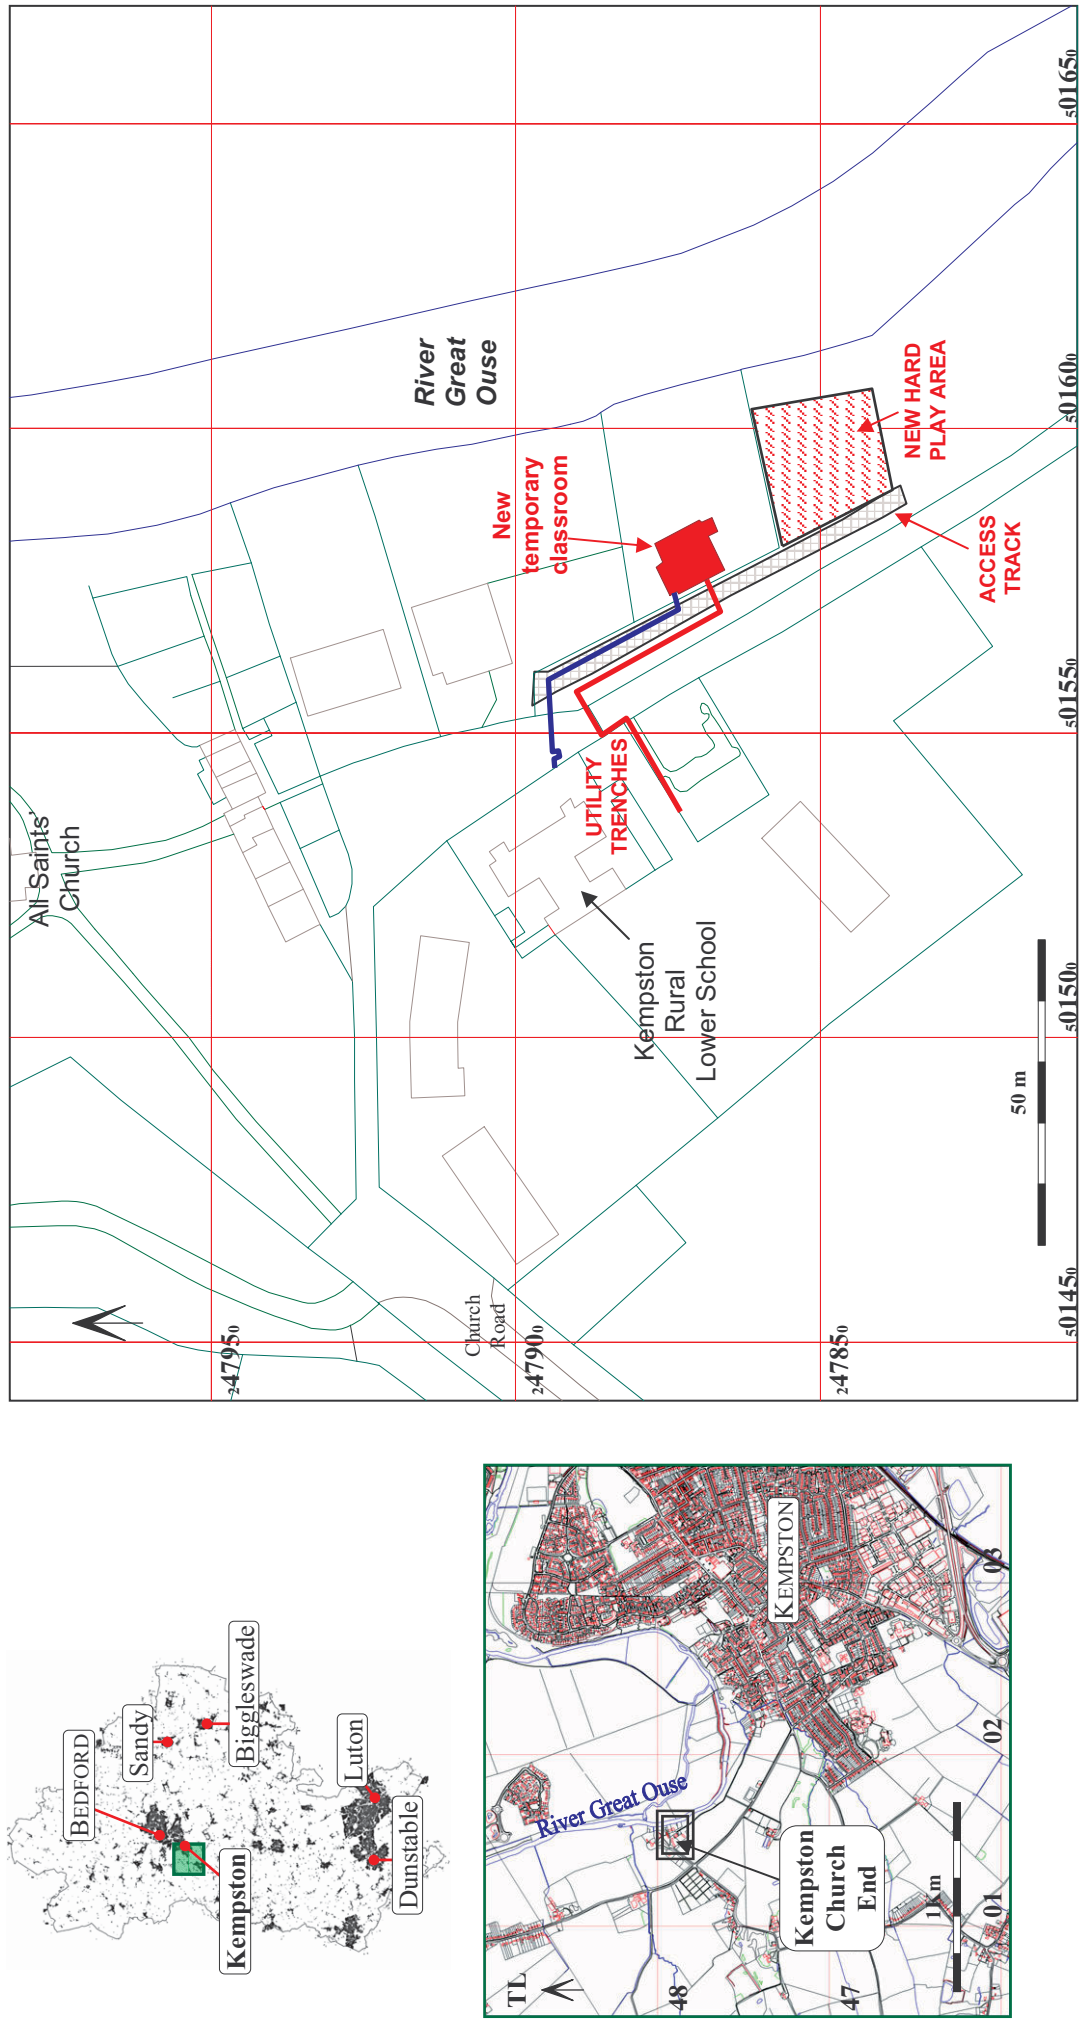 BEDFORD
Sandy
Biggleswade
Kempston
Luton
Dunstable
TL
48
47
01
02
03
River Great Ouse
KEMPSTON
Kempston
Church
End
1Km
All Saints'
Church
River
Great
Ouse
New
temporary
classroom
UTILITY
TRENCHES
NEW HARD
PLAY AREA
ACCESS
TRACK
Kempston
Rural
Lower School
Church
Road
50 m
247950
247900
247850
501450
501500
501550
501600
501650